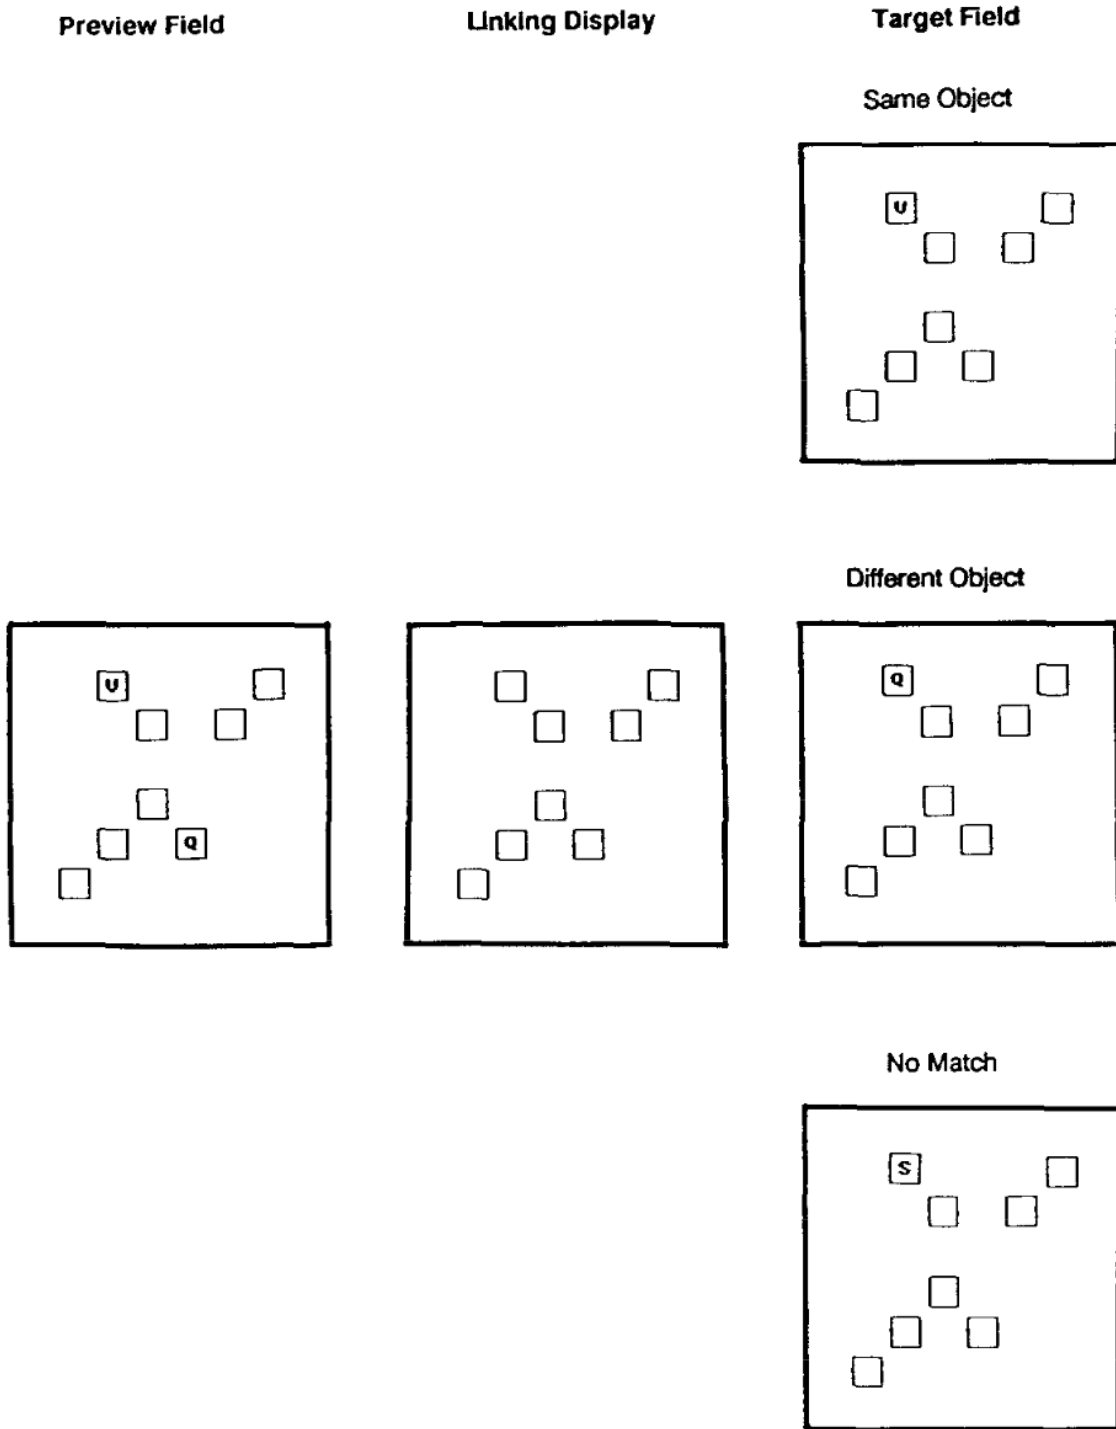 Preview Field
Linking Display
Target Field
Same Object
U
Different Object
U
Q
Q
No Match
S